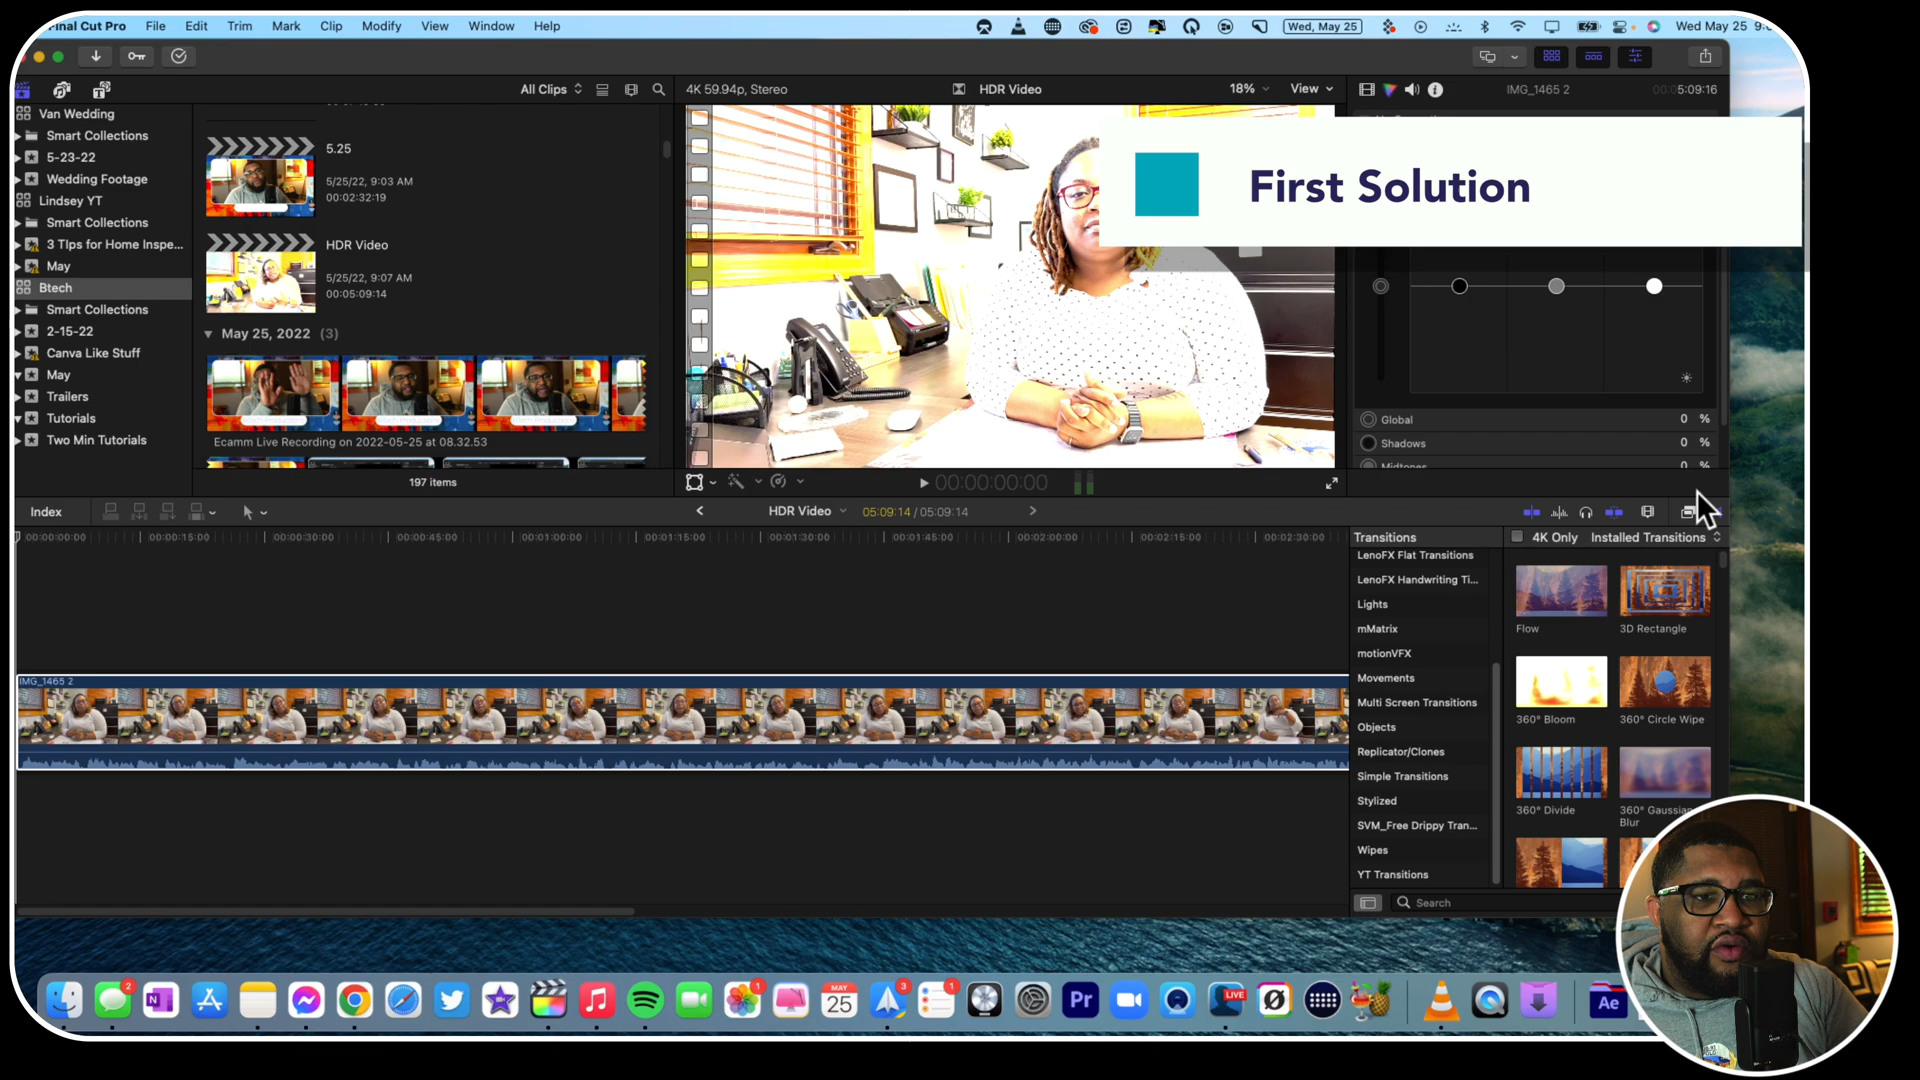 Final Cut Pro File Edit Trim Mark Clip Modify View Window Help
Wed, May 25
Wed May 25
All Clips
4K 59.94p, Stereo
HDR Video
18%
View
IMG_1465 2
5:09:16
Van Wedding
Smart Collections
5-23-22
Wedding Footage
Lindsey YT
Smart Collections
3 TIps for Home Inspe...
May
Btech
Smart Collections
2-15-22
Canva Like Stuff
May
Trailers
Tutorials
Two Min Tutorials
5.25
5/25/22, 9:03 AM
00:02:32:19
HDR Video
5/25/22, 9:07 AM
00:05:09:14
May 25, 2022 (3)
Ecamm Live Recording on 2022-05-25 at 08.32.53
197 items
First Solution
Global 0 %
Shadows 0 %
Midtones 0 %
00:00:00:00
Index
HDR Video
05:09:14 / 05:09:14
00:00:00:00 00:00:15:00 00:00:30:00 00:00:45:00 00:01:00:00 00:01:15:00 00:01:30:00 00:01:45:00 00:02:00:00 00:02:15:00 00:02:30:00
IMG_1465 2
Transitions
4K Only
Installed Transitions
LenoFX Flat Transitions
LenoFX Handwriting Ti...
Lights
mMatrix
motionVFX
Movements
Multi Screen Transitions
Objects
Replicator/Clones
Simple Transitions
Stylized
SVM_Free Drippy Tran...
Wipes
YT Transitions
Flow
3D Rectangle
360° Bloom
360° Circle Wipe
360° Divide
360° Gaussian
Blur
Search
2
N
1
MAY
25
3
1
Pr
LIVE
Ae